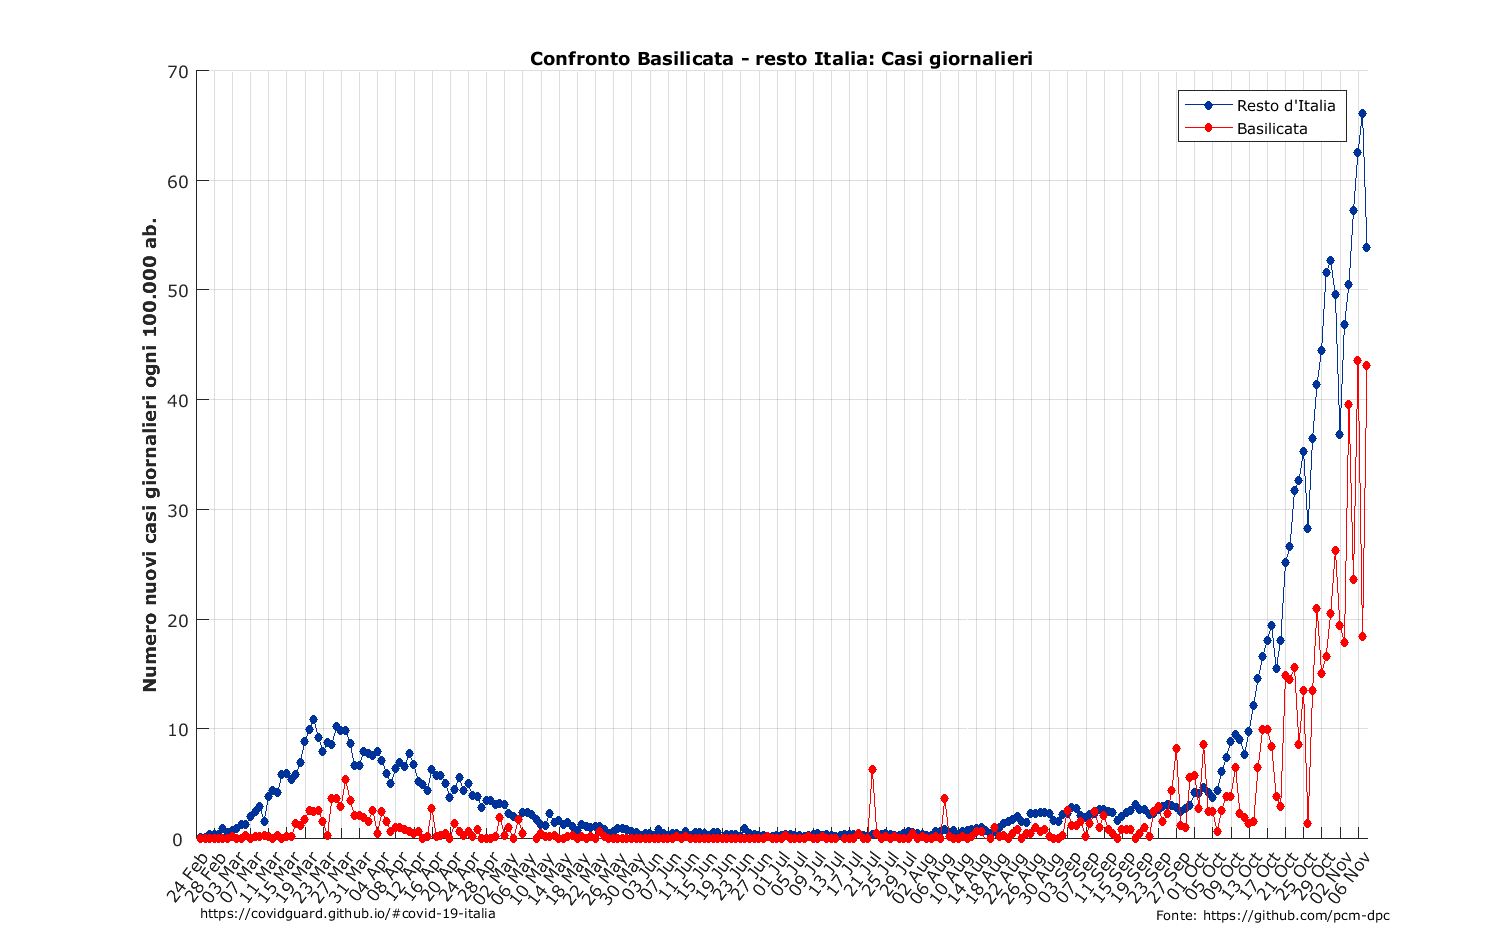 Confronto Basilicata - resto Italia: Casi giornalieri
Resto d'Italia
Basilicata
Numero nuovi casi giornalieri ogni 100.000 ab.
70
60
50
40
30
20
10
0
24 Feb
28 Feb
03 Mar
07 Mar
11 Mar
15 Mar
19 Mar
23 Mar
27 Mar
31 Mar
04 Apr
08 Apr
12 Apr
16 Apr
20 Apr
24 Apr
28 Apr
02 May
06 May
10 May
14 May
18 May
22 May
26 May
30 May
03 Jun
07 Jun
11 Jun
15 Jun
19 Jun
23 Jun
27 Jun
01 Jul
05 Jul
09 Jul
13 Jul
17 Jul
21 Jul
25 Jul
29 Jul
02 Aug
06 Aug
10 Aug
14 Aug
18 Aug
22 Aug
26 Aug
30 Aug
03 Sep
07 Sep
11 Sep
15 Sep
19 Sep
23 Sep
27 Sep
01 Oct
05 Oct
09 Oct
13 Oct
17 Oct
21 Oct
25 Oct
29 Oct
02 Nov
06 Nov
https://covidguard.github.io/#covid-19-italia
Fonte: https://github.com/pcm-dpc